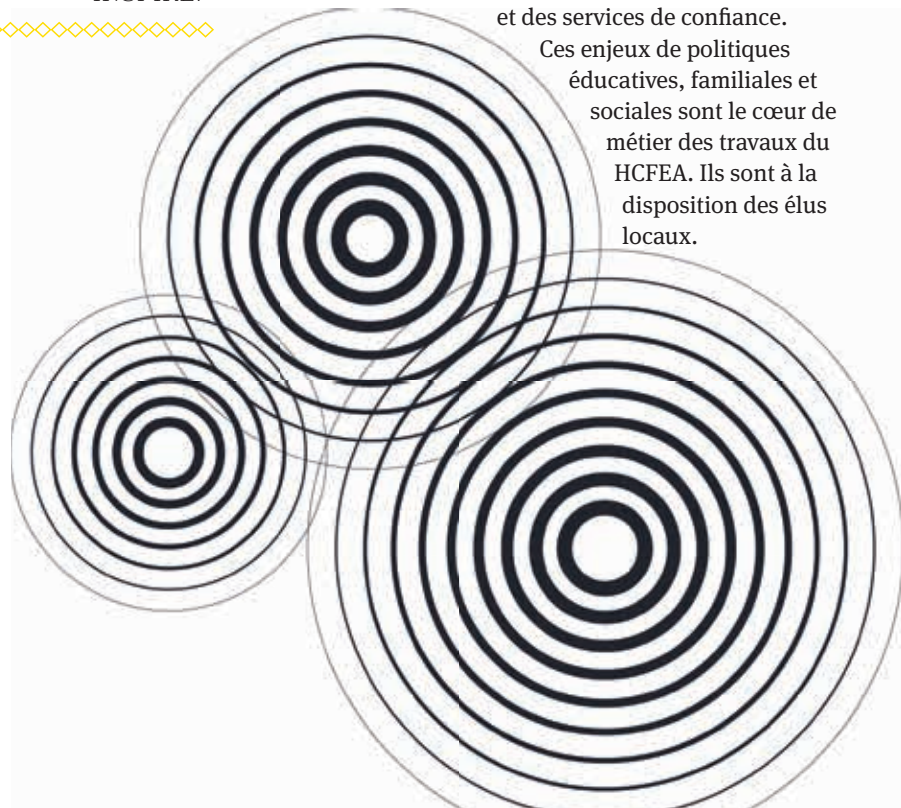 et des services de confiance.
Ces enjeux de politiques
éducatives, familiales et
sociales sont le cœur de
métier des travaux du
HCFEA. Ils sont à la
disposition des élus
locaux.